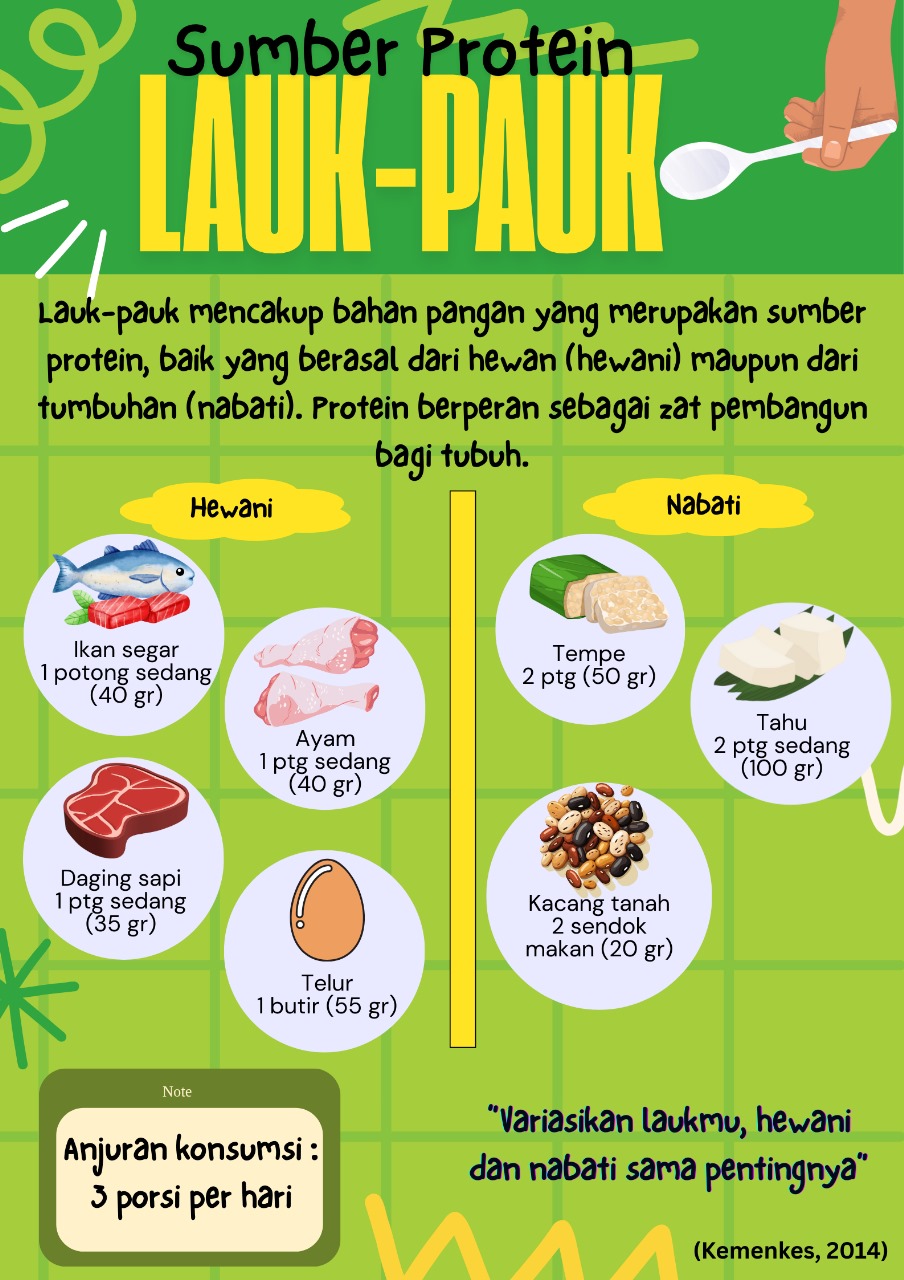 Sumber Protein
LAUK-PAUK
Lauk-pauk mencakup bahan pangan yang merupakan sumber
protein, baik yang berasal dari hewan (hewani) maupun dari
tumbuhan (nabati). Protein berperan sebagai zat pembangun
bagi tubuh.
Hewani
Ikan segar
1 potong sedang
(40 gr)
Ayam
1 ptg sedang
(40 gr)
Daging sapi
1 ptg sedang
(35 gr)
Telur
1 butir (55 gr)
Nabati
Tempe
2 ptg (50 gr)
Tahu
2 ptg sedang
(100 gr)
Kacang tanah
2 sendok
makan (20 gr)
Note
Anjuran konsumsi :
3 porsi per hari
"Variasikan laukmu, hewani
dan nabati sama pentingnya"
(Kemenkes, 2014)